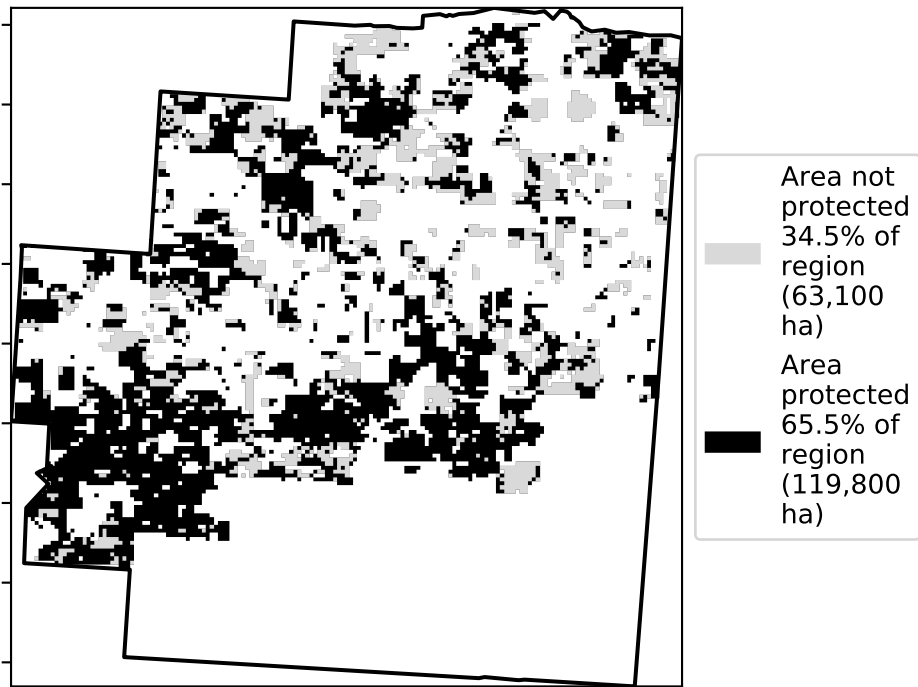 Area not
protected
34.5% of
region
(63,100
ha)
Area
protected
65.5% of
region
(119,800
ha)